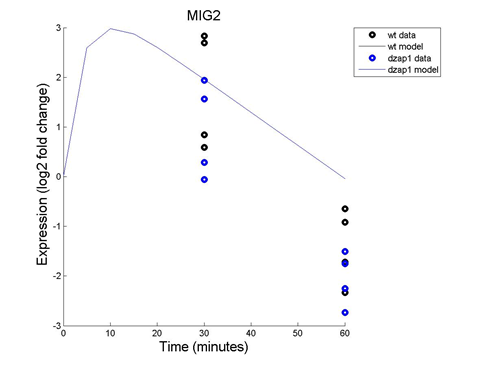 MIG2
3
2
1
0
-1
-2
-3
0
10
20
30
40
50
60
Expression (log2 fold change)
Time (minutes)
wt data
wt model
dzap1 data
dzap1 model